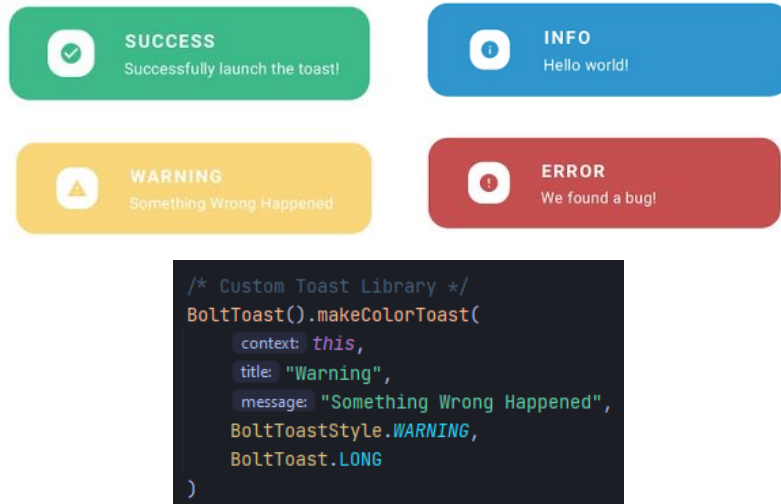 SUCCESS
Successfully launch the toast!
INFO
Hello world!
WARNING
Something Wrong Happened
ERROR
We found a bug!
/* Custom Toast Library */
BoltToast().makeColorToast(
context: this,
title: "Warning",
message: "Something Wrong Happened",
BoltToastStyle.WARNING,
BoltToast.LONG
)